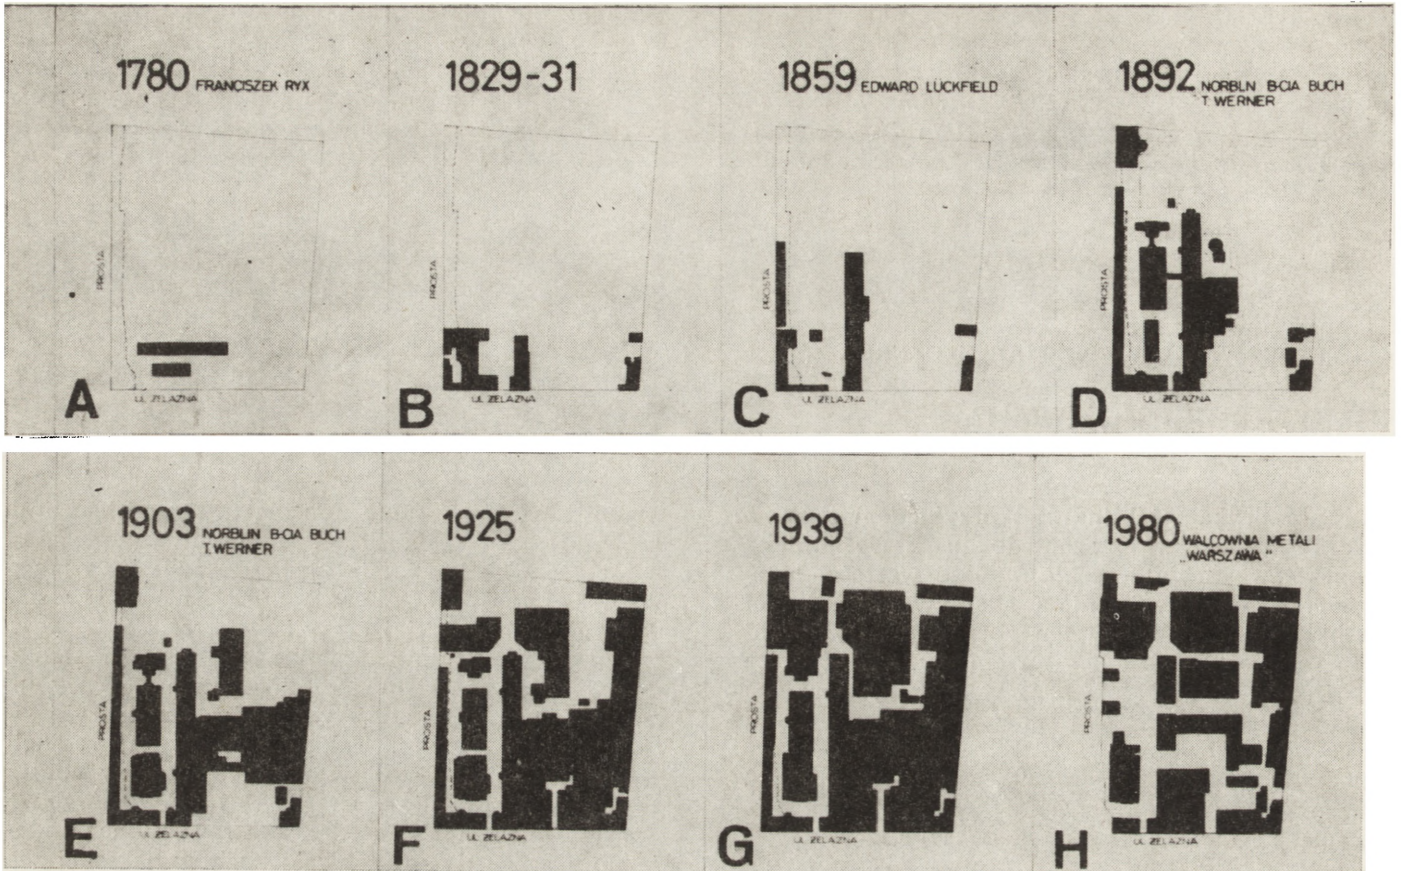 1780 FRANCISZEK RYX
PROSTA
UL. ŻELAZNA
A
1829-31
PROSTA
UL. ŻELAZNA
B
1859 EDWARD LÜCKFIELD
PROSTA
UL. ŻELAZNA
C
1892 NORBLN B-CIA BUCH
T. WERNER
PROSTA
UL. ŻELAZNA
D
1903 NORBLIN B-CIA BUCH
T. WERNER
PROSTA
UL. ŻELAZNA
E
1925
PROSTA
UL. ŻELAZNA
F
1939
PROSTA
UL. ŻELAZNA
G
1980 WALCOWNIA METALI
„WARSZAWA"
PROSTA
UL. ŻELAZNA
H